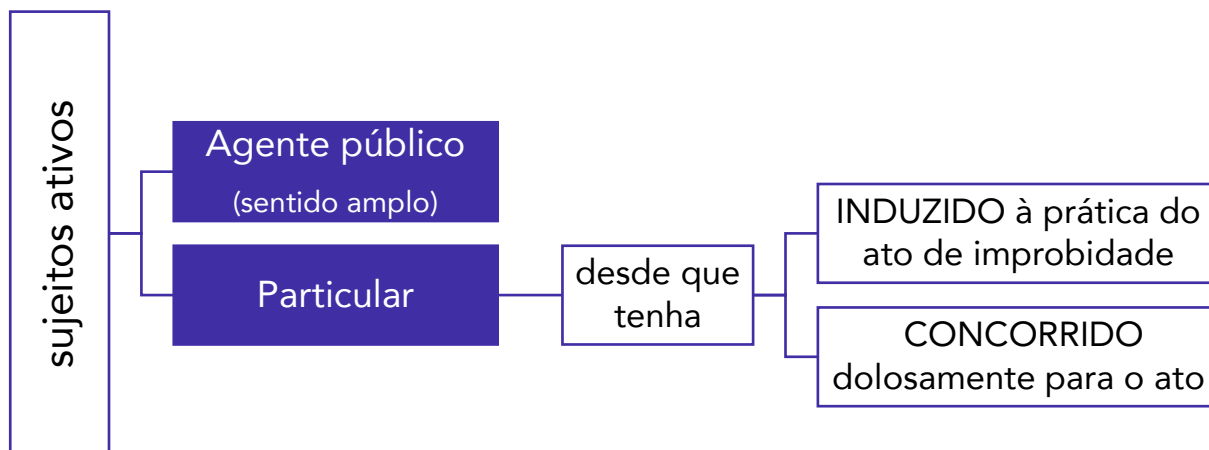 sujeitos ativos
Agente público
(sentido amplo)
Particular
desde que
tenha
INDUZIDO à prática do
ato de improbidade
CONCORRIDO
dolosamente para o ato